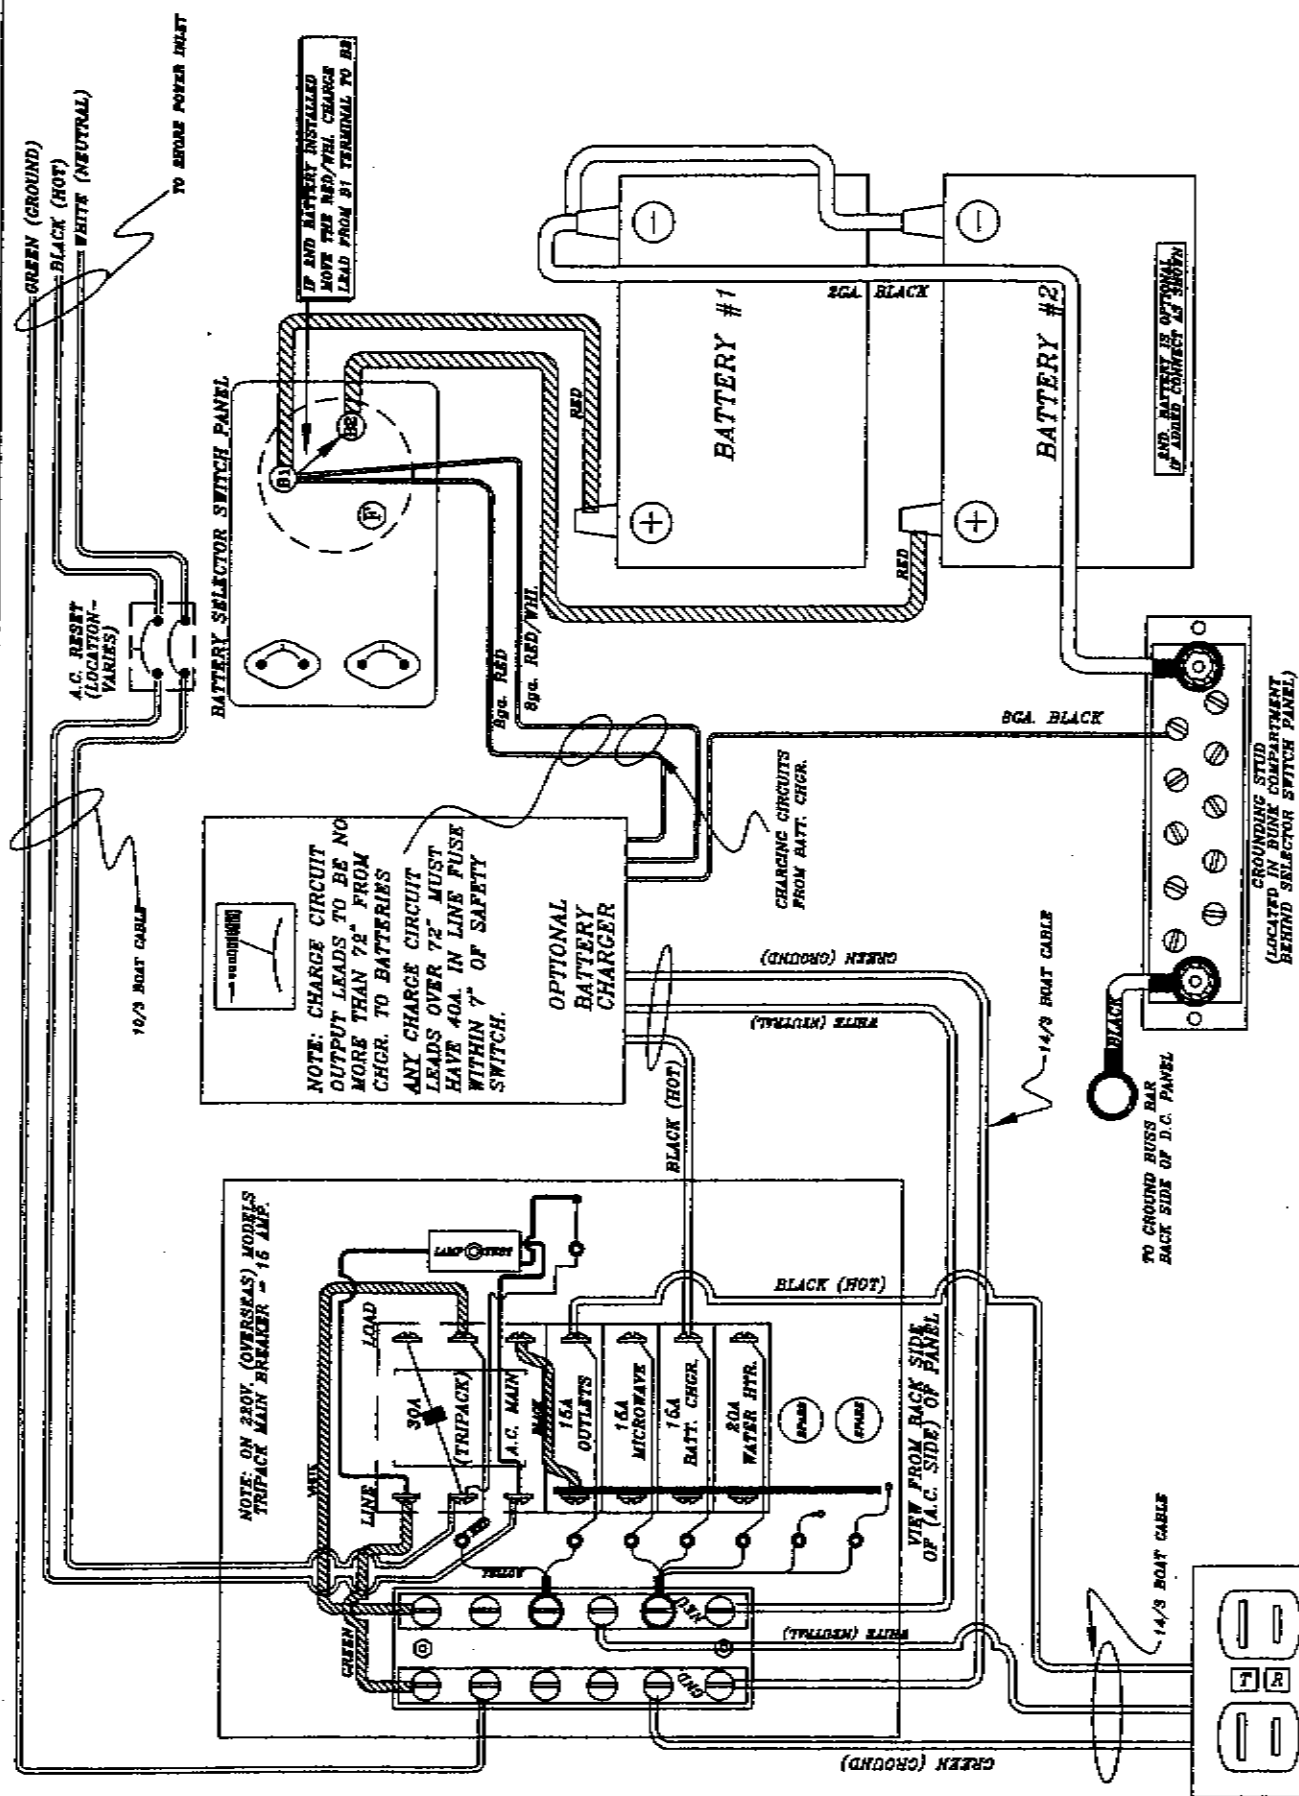 GREEN (GROUND)
BLACK (HOT)
WHITE (NEUTRAL)
TO SHORE POWER INLET
A.C. RESET
(LOCATION-
VARIES)
10/3 BOAT CABLE
BATTERY SELECTOR SWITCH PANEL
IF 2ND BATTERY INSTALLED
MOVE THE RED/WHI. CHARGE
LEAD FROM B1 TERMINAL TO B2
B1
B2
F
2
1
8ga. RED
8ga. RED/WHI.
RED
RED
BATTERY #1
+
-
2GA. BLACK
BATTERY #2
+
-
2ND. BATTERY IS OPTIONAL
IF ADDED CONNECT AS SHOWN
NOTE: CHARGE CIRCUIT
OUTPUT LEADS TO BE NO
MORE THAN 72" FROM
CHGR. TO BATTERIES
ANY CHARGE CIRCUIT
LEADS OVER 72" MUST
HAVE 40A. IN LINE FUSE
WITHIN 7" OF SAFETY
SWITCH.
OPTIONAL
BATTERY
CHARGER
CHARGING CIRCUITS
FROM BATT. CHGR.
8GA. BLACK
GREEN (GROUND)
WHITE (NEUTRAL)
BLACK (HOT)
14/3 BOAT CABLE
GROUNDING STUD
(LOCATED IN BUNK COMPARTMENT
BEHIND SELECTOR SWITCH PANEL)
BLACK
TO GROUND BUSS BAR
BACK SIDE OF D.C. PANEL
NOTE: ON 220V. (OVERSEAS) MODELS
TRIPACK MAIN BREAKER = 15 AMP.
LAMP TEST
LOAD
LINE
30A
(TRIPACK)
A.C. MAIN
BLACK
15A
OUTLETS
15A
MICROWAVE
15A
BATT. CHGR.
20A
WATER HTR.
SPARE
SPARE
RED
WHITE
GREEN
NEU
GND
BLACK (HOT)
VIEW FROM BACK SIDE
OF (A.C. SIDE) OF PANEL
WHITE (NEUTRAL)
GREEN (GROUND)
14/3 BOAT CABLE
T R